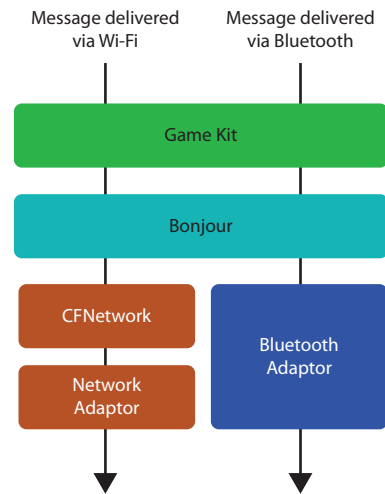 Message delivered
via Wi-Fi
Message delivered
via Bluetooth
Game Kit
Bonjour
CFNetwork
Network
Adaptor
Bluetooth
Adaptor